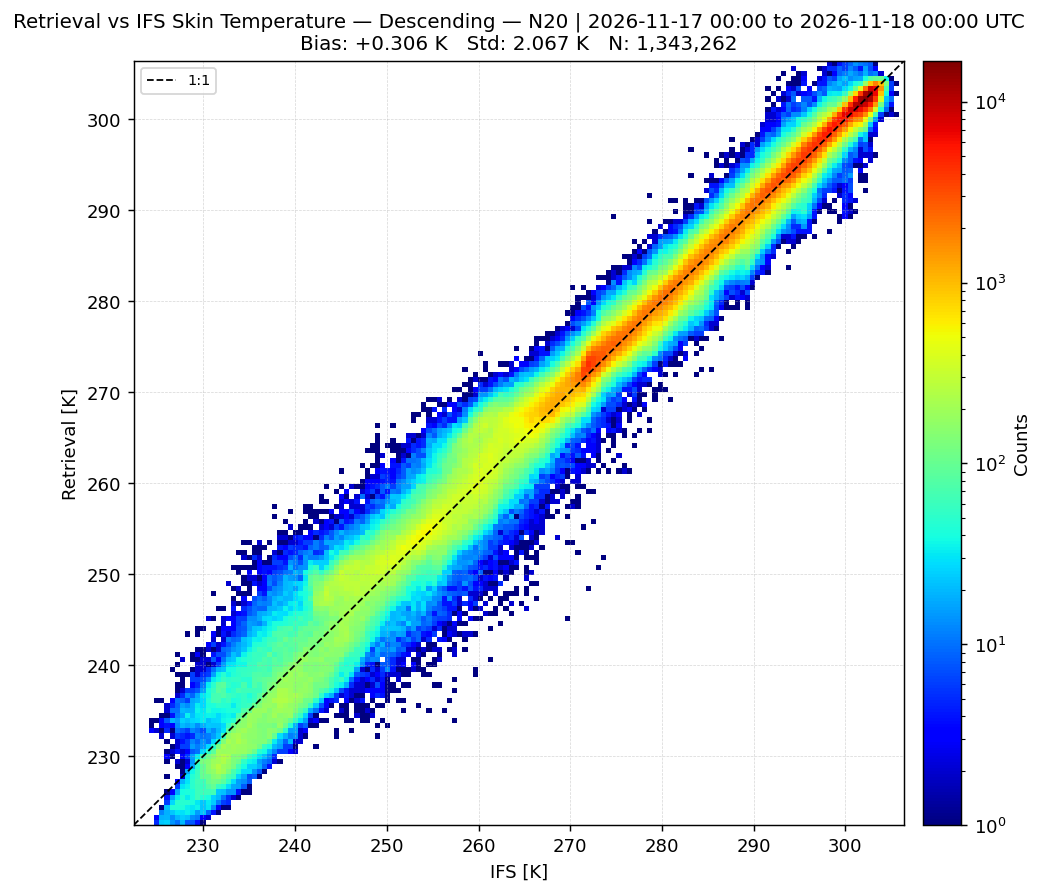 Retrieval vs IFS Skin Temperature — Descending — N20 | 2026-11-17 00:00 to 2026-11-18 00:00 UTC
Bias: +0.306 K   Std: 2.067 K   N: 1,343,262
1:1
300
290
280
270
260
250
240
230
Retrieval [K]
230 240 250 260 270 280 290 300
IFS [K]
10⁴
10³
10²
10¹
10⁰
Counts